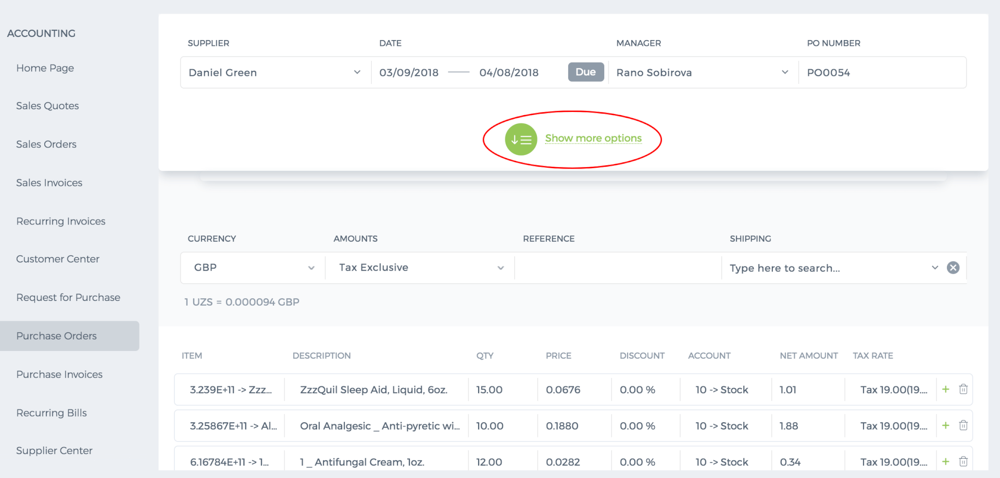 ACCOUNTING
Home Page
Sales Quotes
Sales Orders
Sales Invoices
Recurring Invoices
Customer Center
Request for Purchase
Purchase Orders
Purchase Invoices
Recurring Bills
Supplier Center
SUPPLIER DATE MANAGER PO NUMBER
Daniel Green 03/09/2018 04/08/2018 Due Rano Sobirova PO0054
Show more options
CURRENCY AMOUNTS REFERENCE SHIPPING
GBP Tax Exclusive Type here to search...
1 UZS = 0.000094 GBP
ITEM DESCRIPTION QTY PRICE DISCOUNT ACCOUNT NET AMOUNT TAX RATE
3.239E+11 -> Zzz... ZzzQuil Sleep Aid, Liquid, 6oz. 15.00 0.0676 0.00 % 10 -> Stock 1.01 Tax 19.00(19....
3.25867E+11 -> Al... Oral Analgesic _ Anti-pyretic wi... 10.00 0.1880 0.00 % 10 -> Stock 1.88 Tax 19.00(19....
6.16784E+11 -> 1... 1 _ Antifungal Cream, 1oz. 12.00 0.0282 0.00 % 10 -> Stock 0.34 Tax 19.00(19....